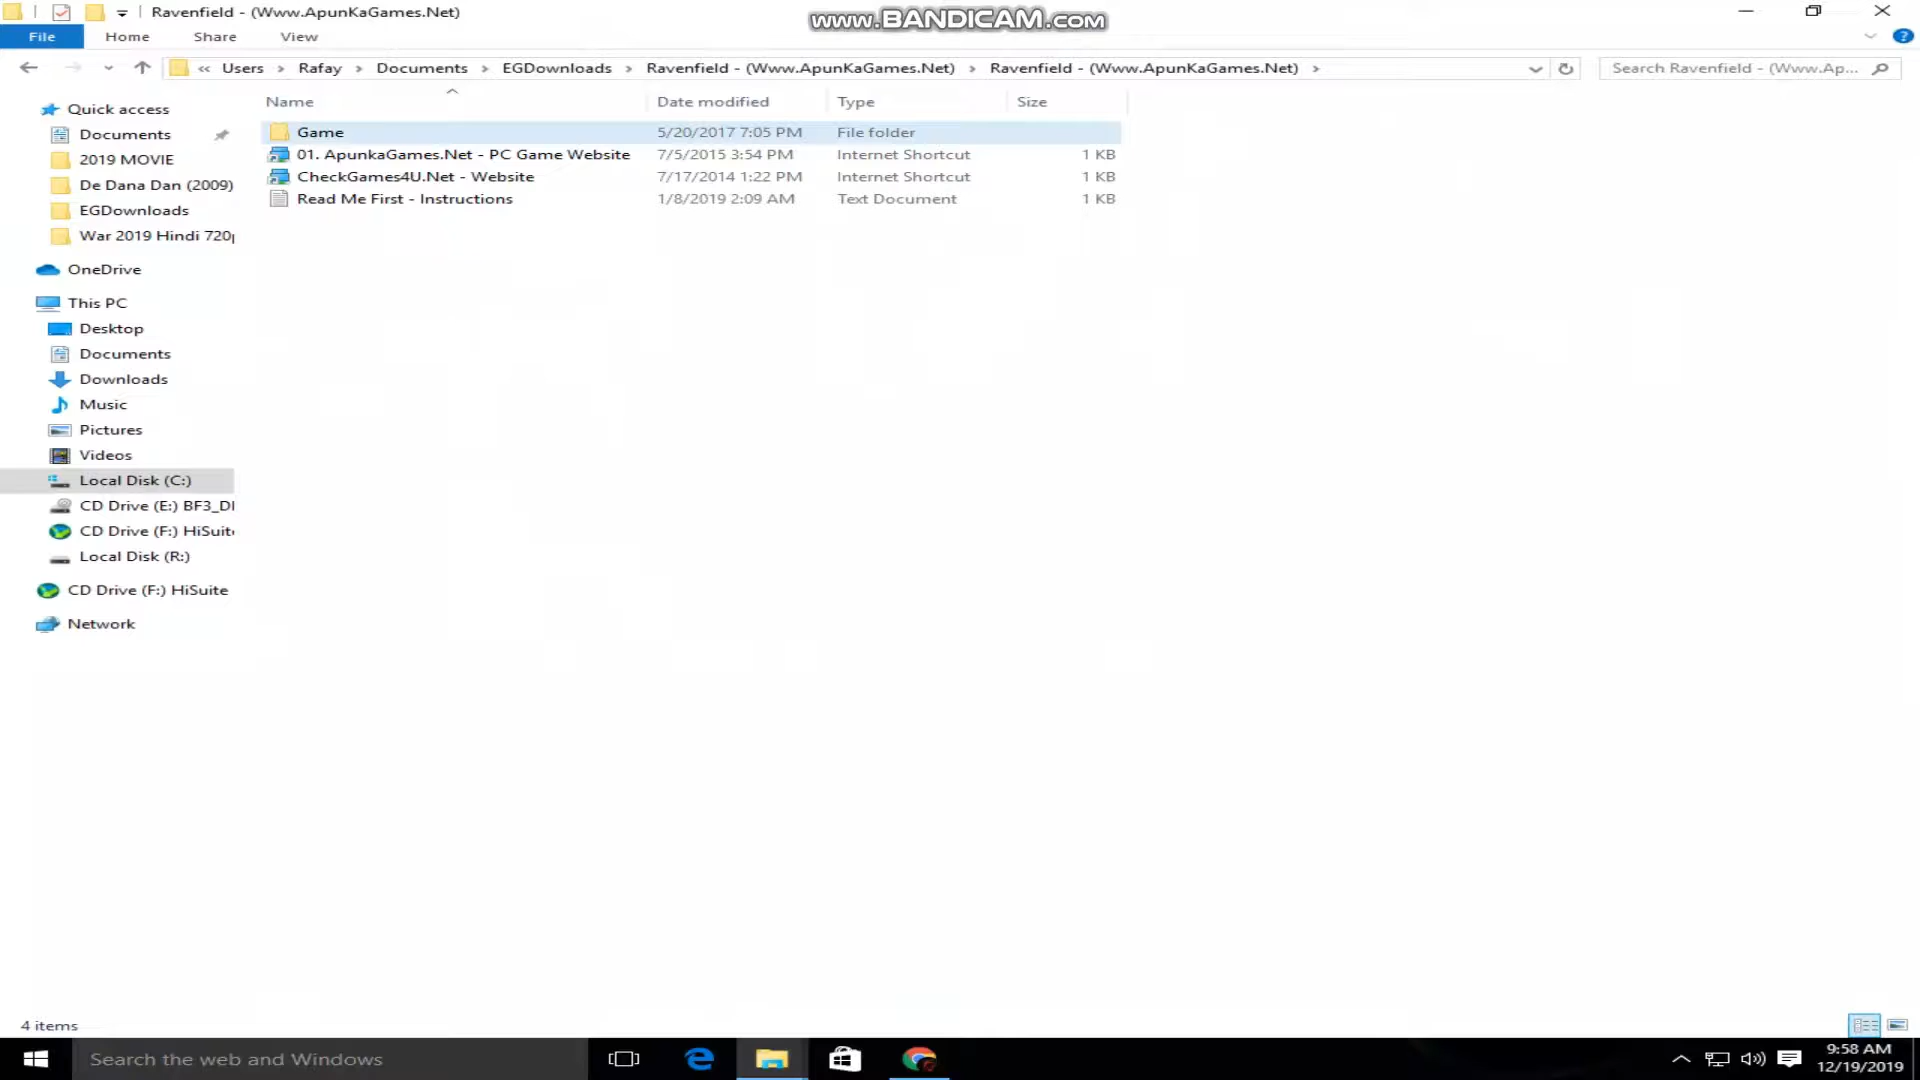 Ravenfield - (Www.ApunKaGames.Net)
www.BANDICAM.com
File Home Share View
« Users > Rafay > Documents > EGDownloads > Ravenfield - (Www.ApunKaGames.Net) > Ravenfield - (Www.ApunKaGames.Net) >
Search Ravenfield - (Www.Ap...
Name Date modified Type Size
Game 5/20/2017 7:05 PM File folder
01. ApunkaGames.Net - PC Game Website 7/5/2015 3:54 PM Internet Shortcut 1 KB
CheckGames4U.Net - Website 7/17/2014 1:22 PM Internet Shortcut 1 KB
Read Me First - Instructions 1/8/2019 2:09 AM Text Document 1 KB
Quick access
Documents
2019 MOVIE
De Dana Dan (2009)
EGDownloads
War 2019 Hindi 720p
OneDrive
This PC
Desktop
Documents
Downloads
Music
Pictures
Videos
Local Disk (C:)
CD Drive (E:) BF3_DI
CD Drive (F:) HiSuite
Local Disk (R:)
CD Drive (F:) HiSuite
Network
4 items
Search the web and Windows
9:58 AM
12/19/2019